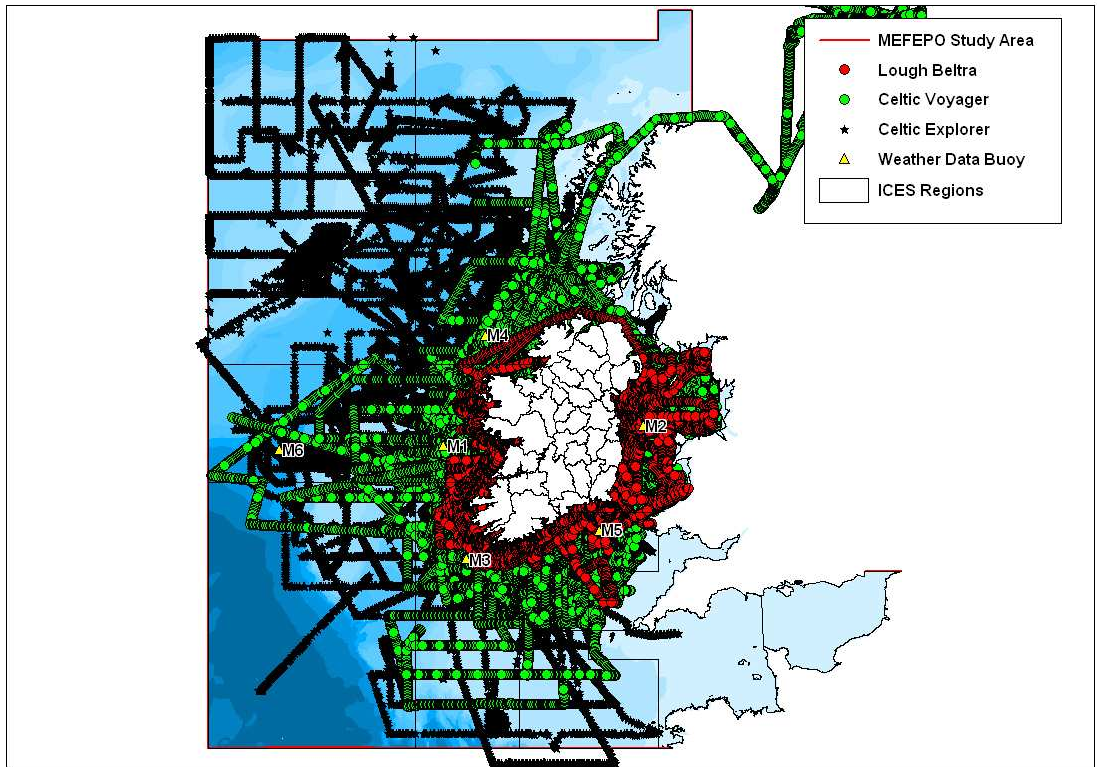 MEFEPO Study Area
Lough Beltra
Celtic Voyager
Celtic Explorer
Weather Data Buoy
ICES Regions
M4
M2
M1
M6
M5
M3